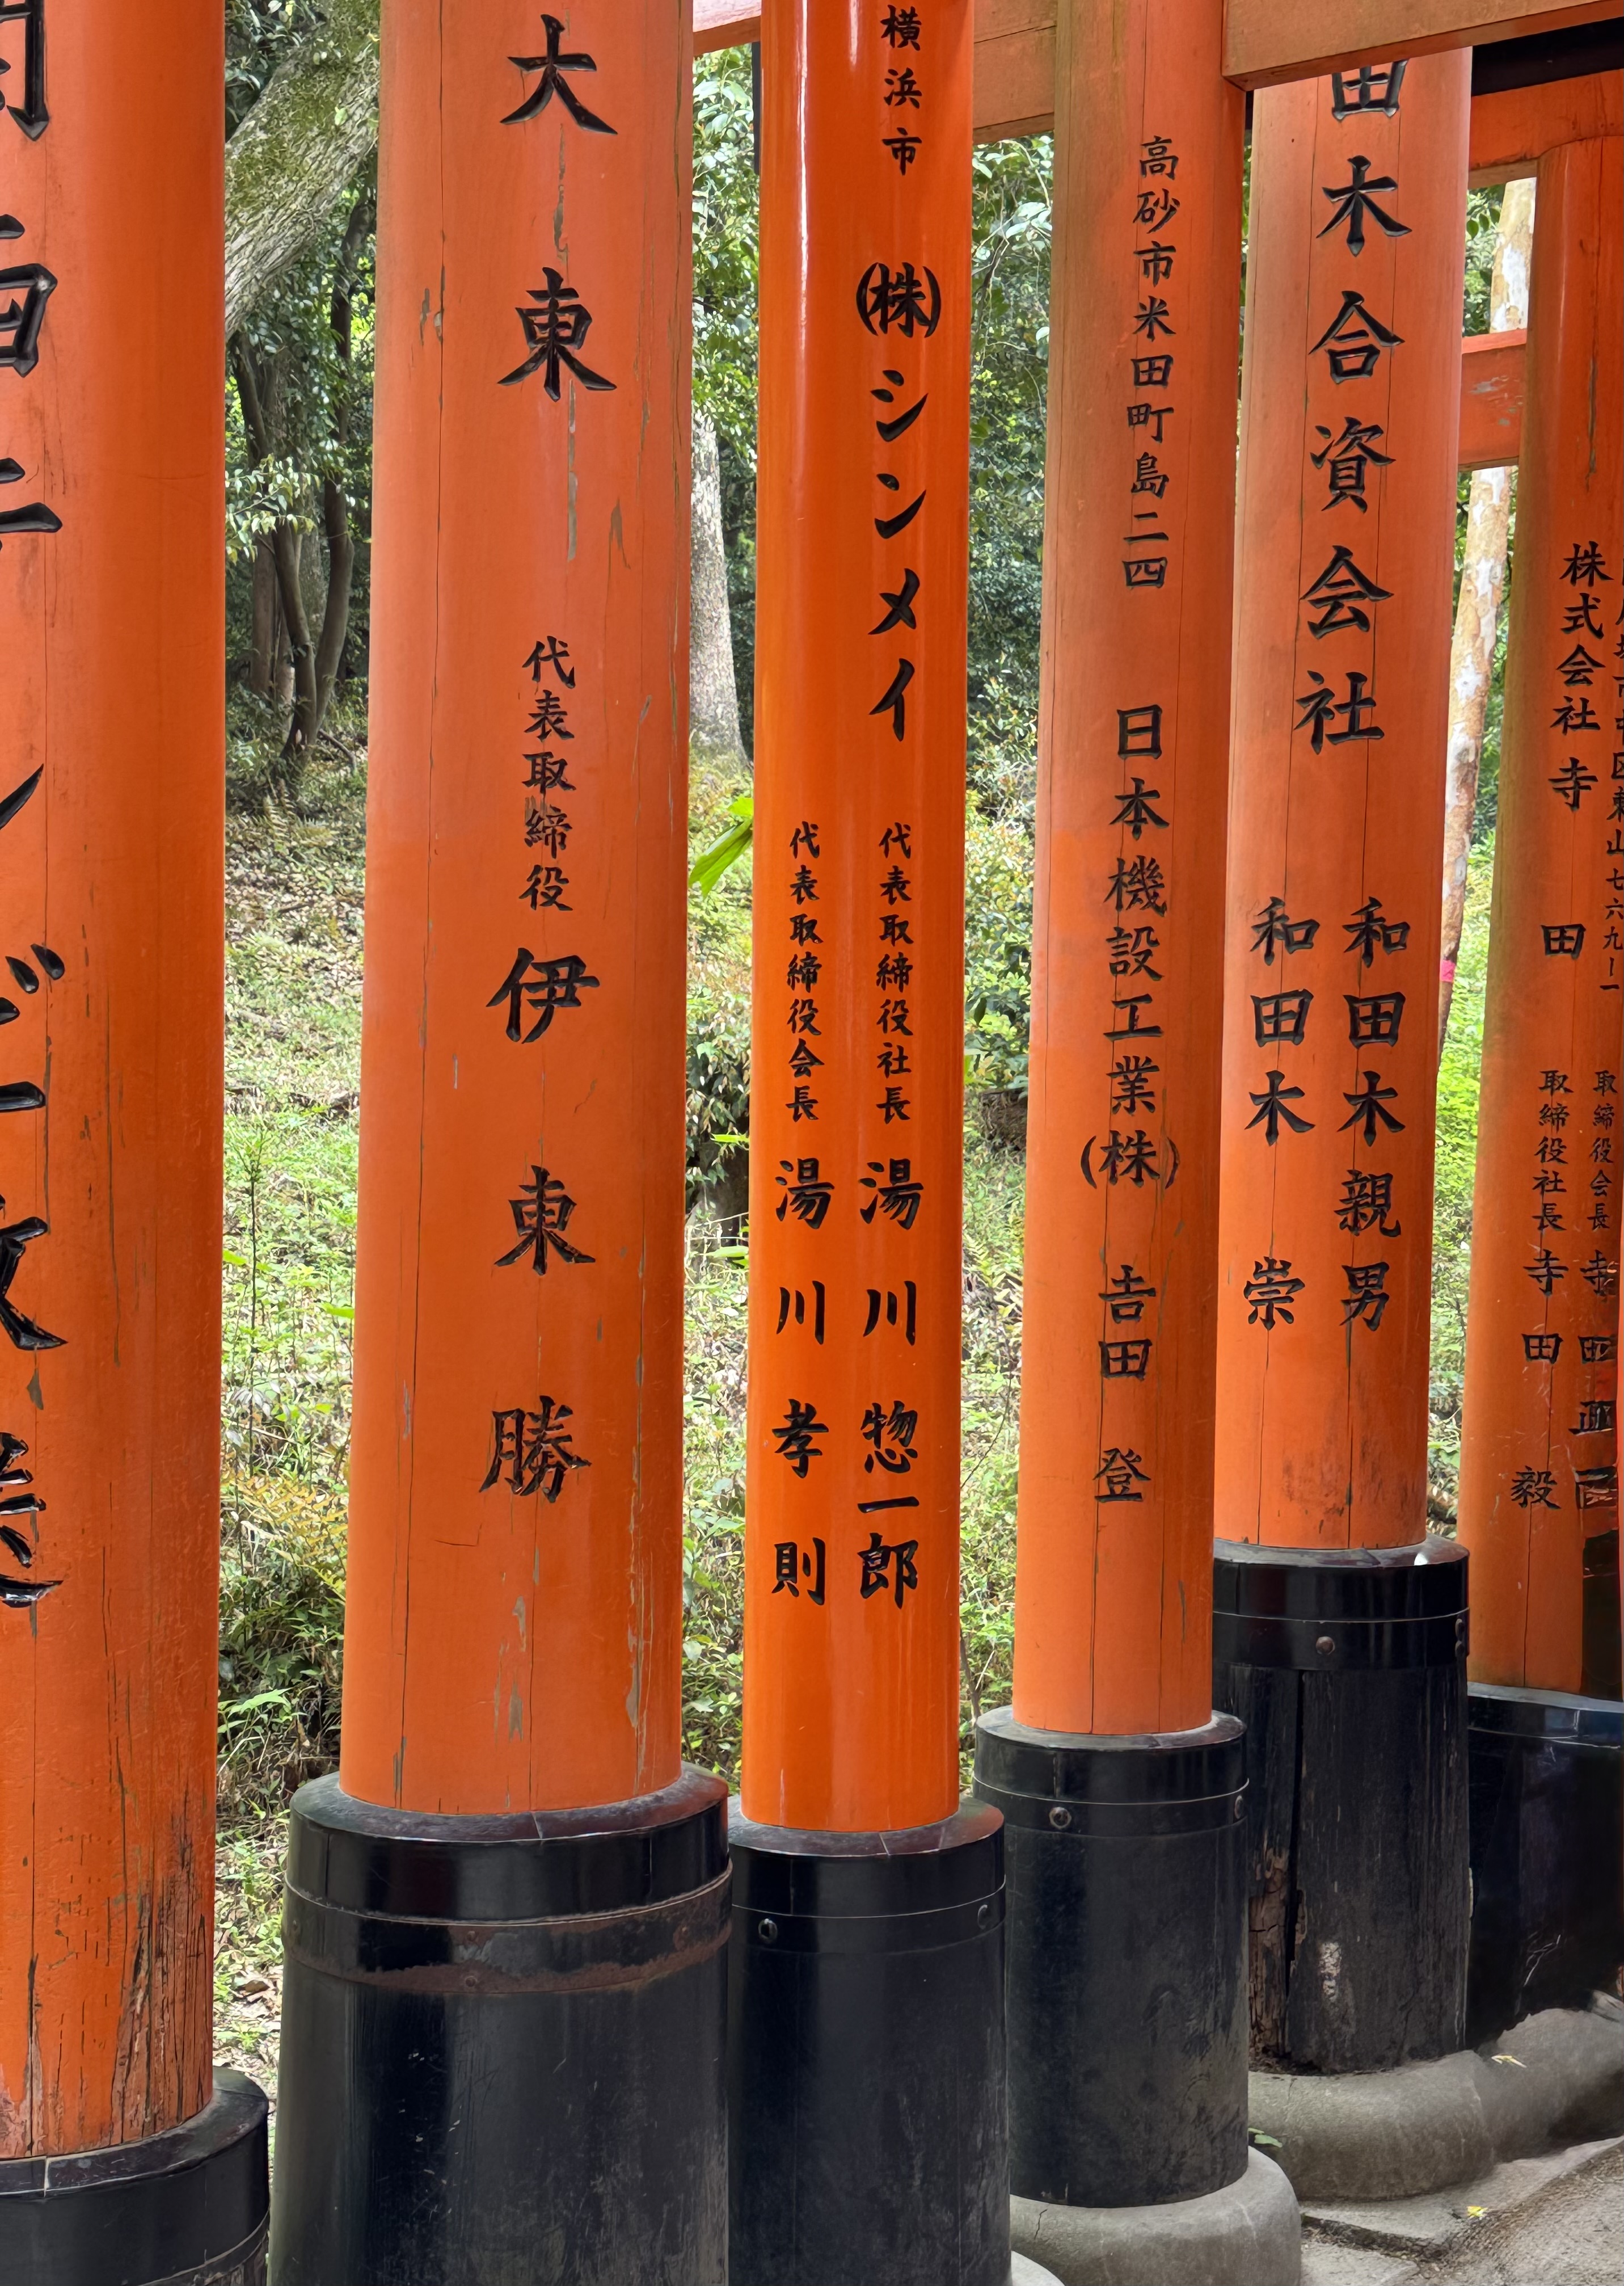 大東
代表取締役 伊東勝
横浜市
㈱シンメイ
代表取締役社長 湯川惣一郎
代表取締役会長 湯川孝則
高砂市米田町島二四
日本機設工業(株) 吉田登
田木合資会社
和田木親男
和田木崇
株式会社寺田
取締役会長 寺田
取締役社長 寺田毅